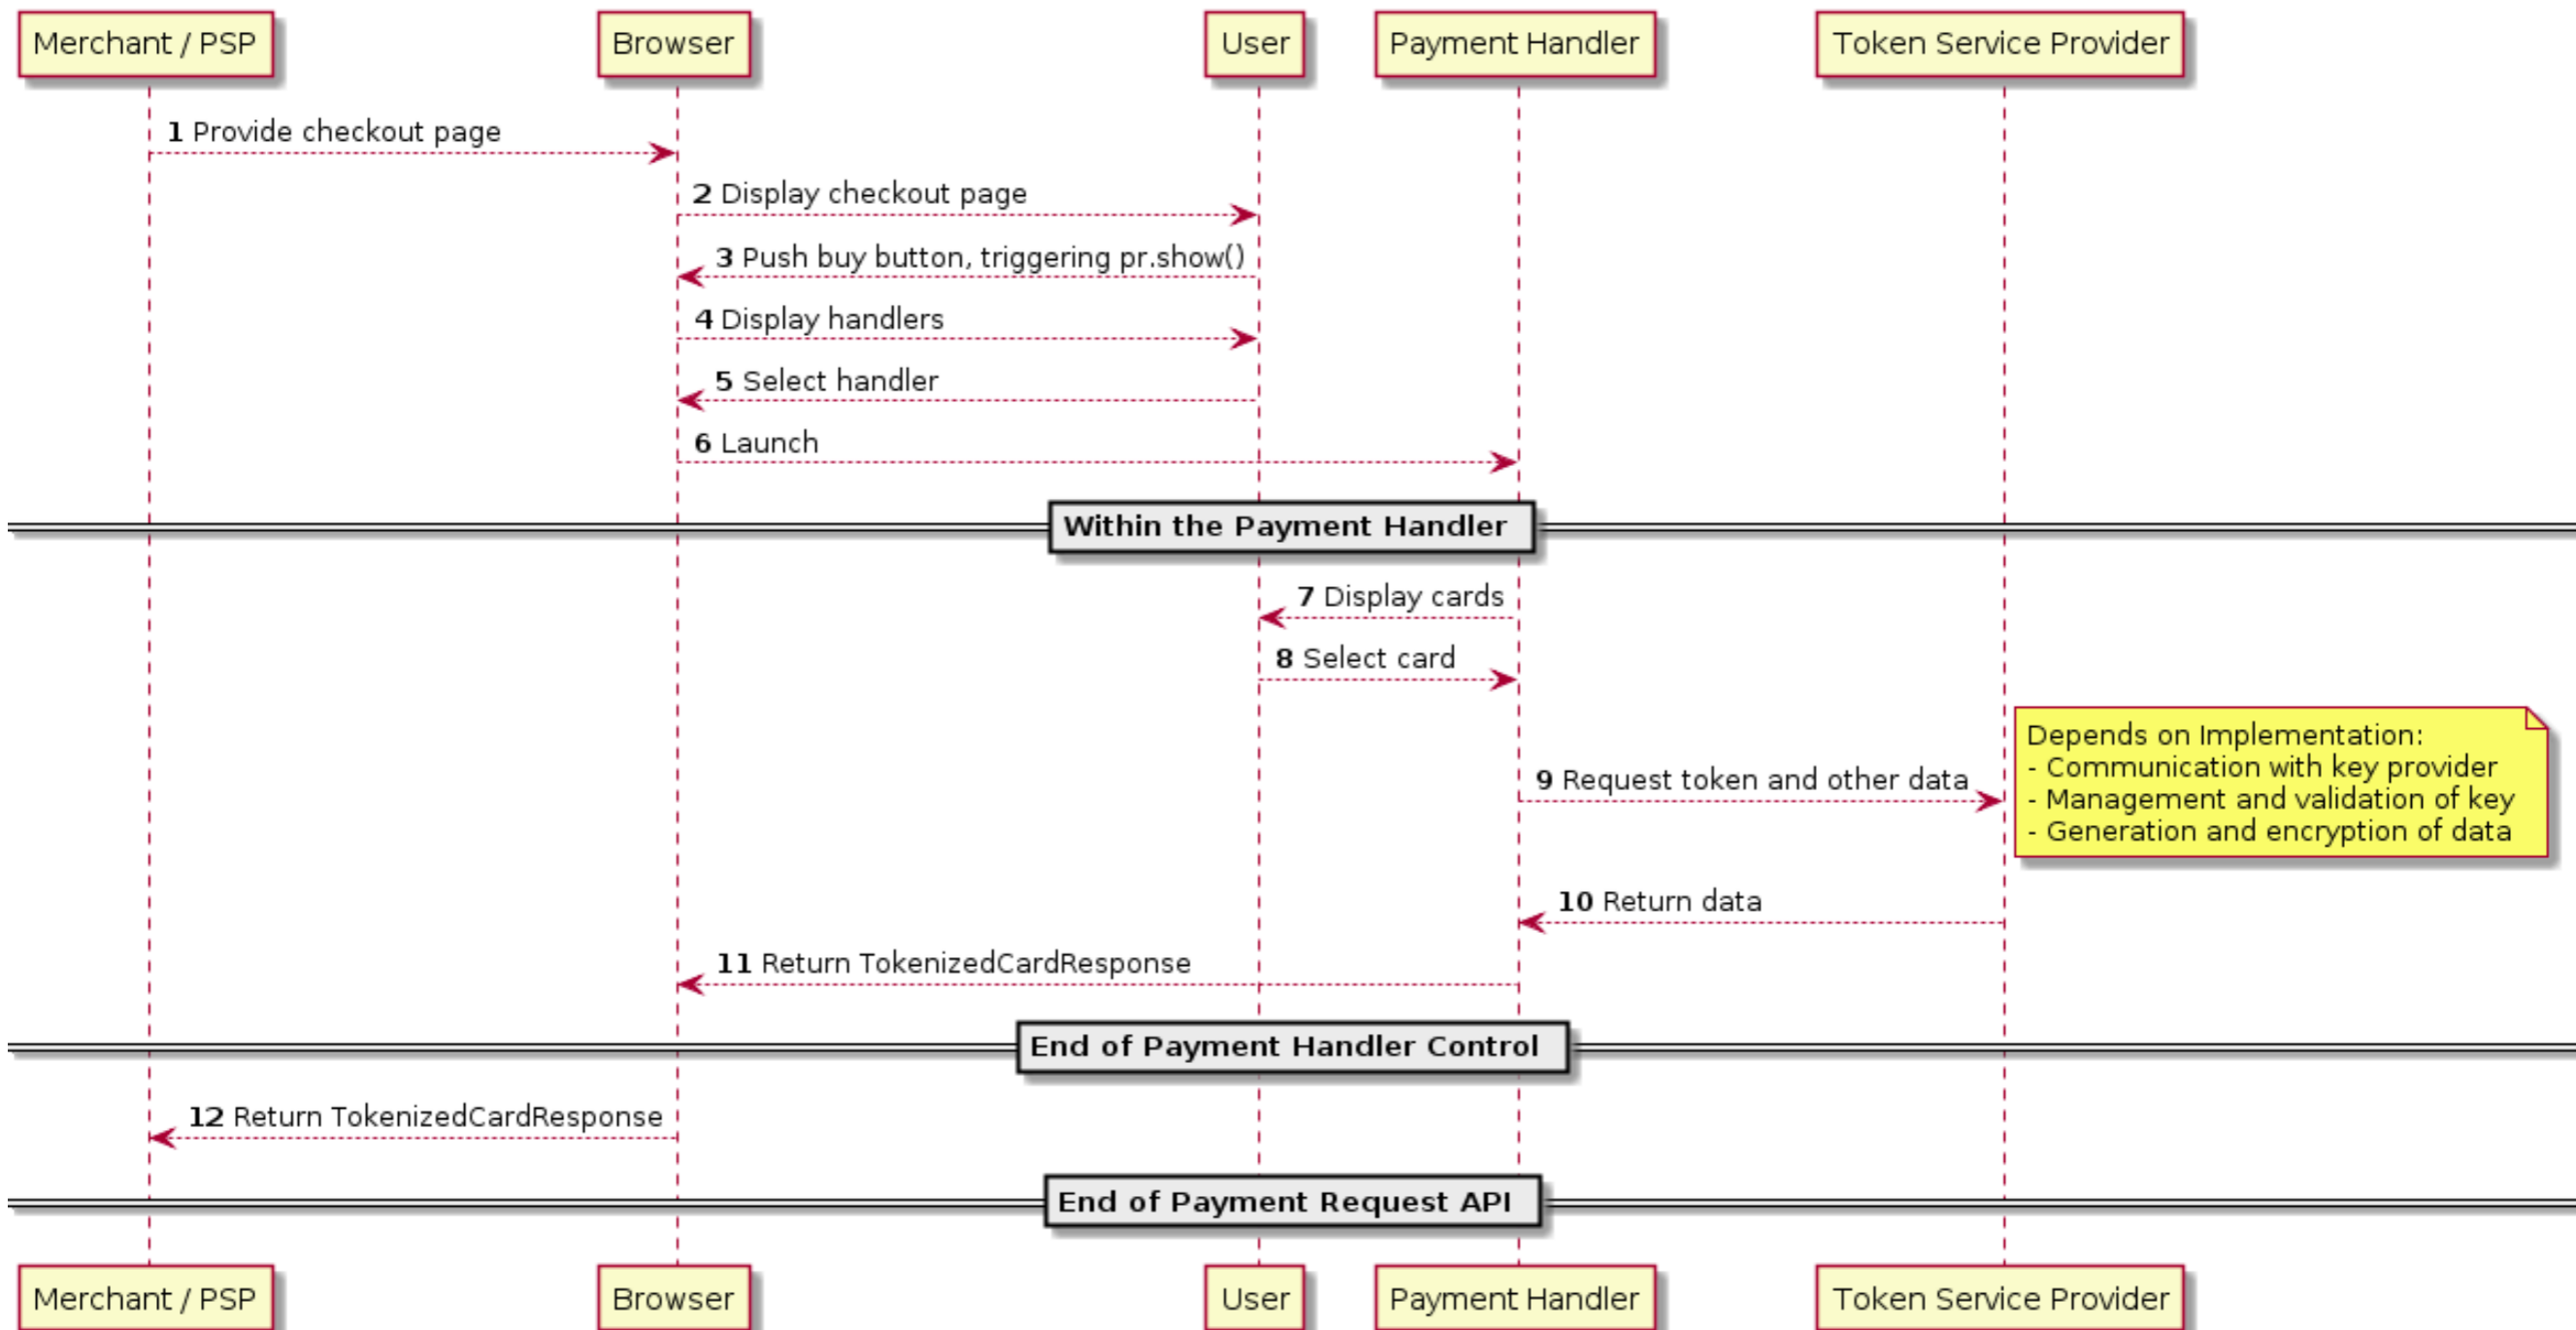 Merchant / PSP
Browser
User
Payment Handler
Token Service Provider
1 Provide checkout page
2 Display checkout page
3 Push buy button, triggering pr.show()
4 Display handlers
5 Select handler
6 Launch
Within the Payment Handler
7 Display cards
8 Select card
Depends on Implementation:
- Communication with key provider
- Management and validation of key
- Generation and encryption of data
9 Request token and other data
10 Return data
11 Return TokenizedCardResponse
End of Payment Handler Control
12 Return TokenizedCardResponse
End of Payment Request API
Merchant / PSP
Browser
User
Payment Handler
Token Service Provider